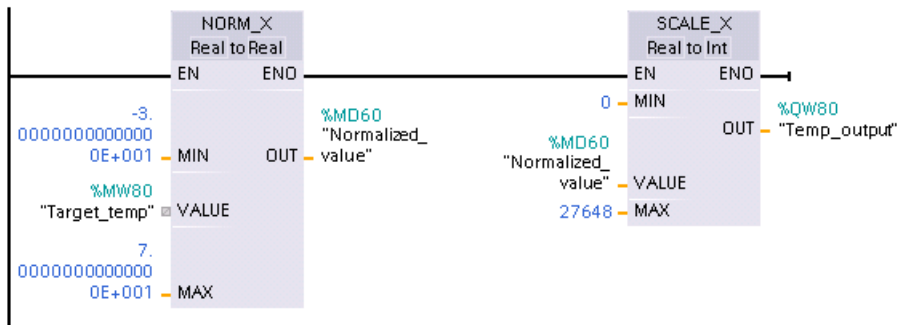 NORM_X
Real to Real
EN ENO
-3.
0000000000000
0E+001
MIN
OUT
%MD60
"Normalized_
value"
%MW80
"Target_temp"
VALUE
7.
0000000000000
0E+001
MAX
SCALE_X
Real to Int
EN ENO
0
MIN
OUT
%QW80
"Temp_output"
%MD60
"Normalized_
value"
VALUE
27648
MAX